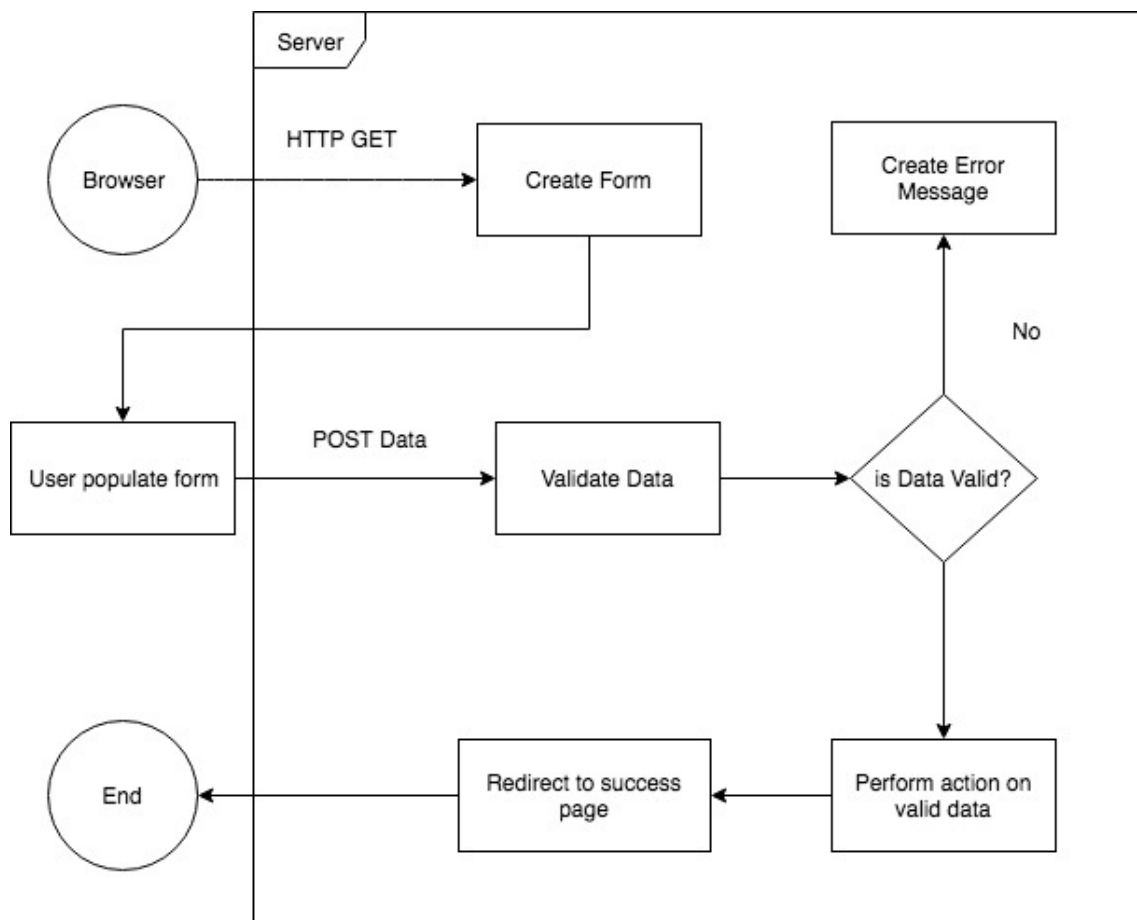 Server
HTTP GET
Browser
Create Form
Create Error
Message
No
User populate form
POST Data
Validate Data
is Data Valid?
End
Redirect to success
page
Perform action on
valid data